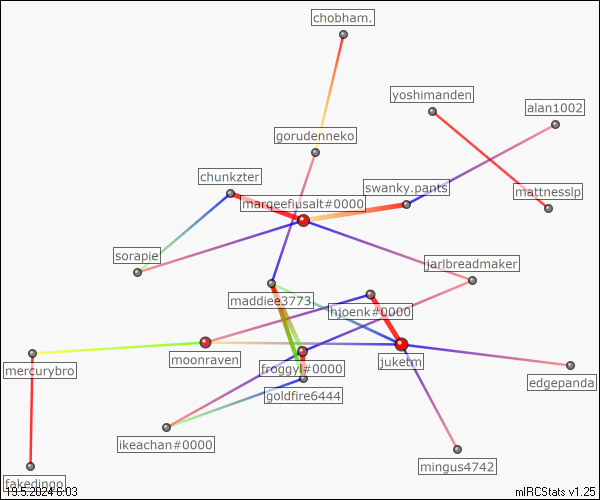 chobham.
yoshimanden
alan1002
gorudenneko
chunkzter
swanky.pants
mattnesslp
marqeefiusalt#0000
sorapie
jarlbreadmaker
maddiee3773
hjoenk#0000
moonraven
juketm
mercurybro
froggyl#0000
edgepanda
goldfire6444
ikeachan#0000
mingus4742
fakedingo
19.5.2024 6:03
mIRCStats v1.25